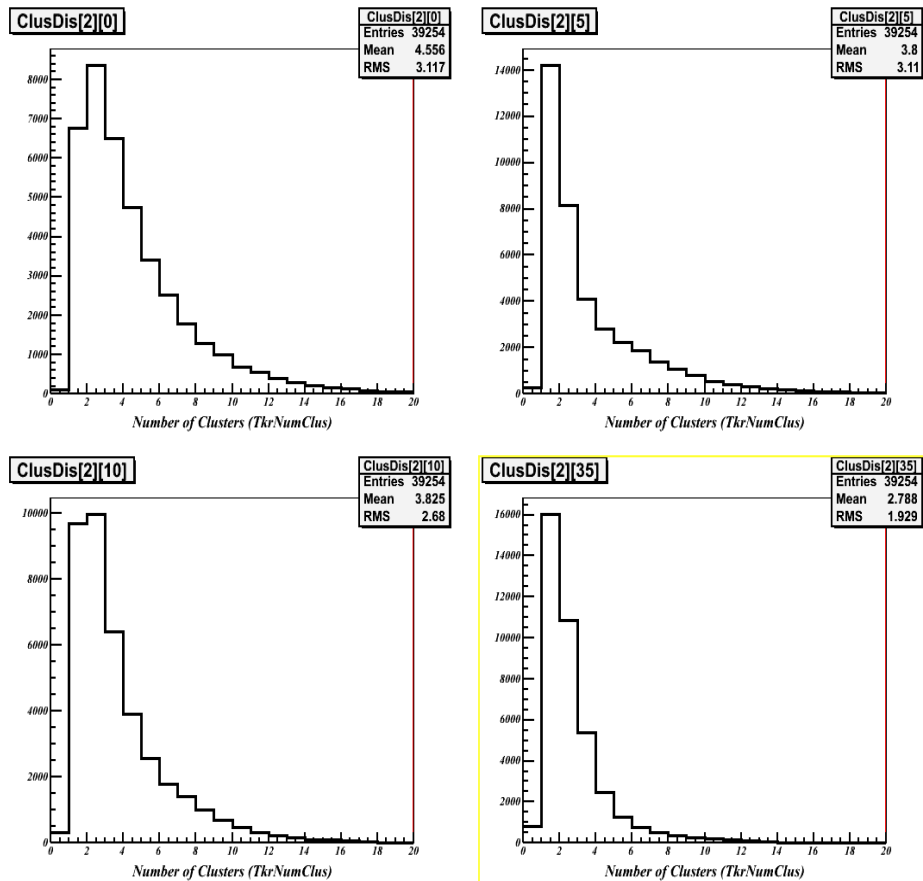 ClusDis[2][0]
ClusDis[2][0]
Entries 39254
Mean 4.556
RMS 3.117
8000
7000
6000
5000
4000
3000
2000
1000
0
0 2 4 6 8 10 12 14 16 18 20
Number of Clusters (TkrNumClus)
ClusDis[2][5]
ClusDis[2][5]
Entries 39254
Mean 3.8
RMS 3.11
14000
12000
10000
8000
6000
4000
2000
0
0 2 4 6 8 10 12 14 16 18 20
Number of Clusters (TkrNumClus)
ClusDis[2][10]
ClusDis[2][10]
Entries 39254
Mean 3.825
RMS 2.68
10000
8000
6000
4000
2000
0
0 2 4 6 8 10 12 14 16 18 20
Number of Clusters (TkrNumClus)
ClusDis[2][35]
ClusDis[2][35]
Entries 39254
Mean 2.788
RMS 1.929
16000
14000
12000
10000
8000
6000
4000
2000
0
0 2 4 6 8 10 12 14 16 18 20
Number of Clusters (TkrNumClus)